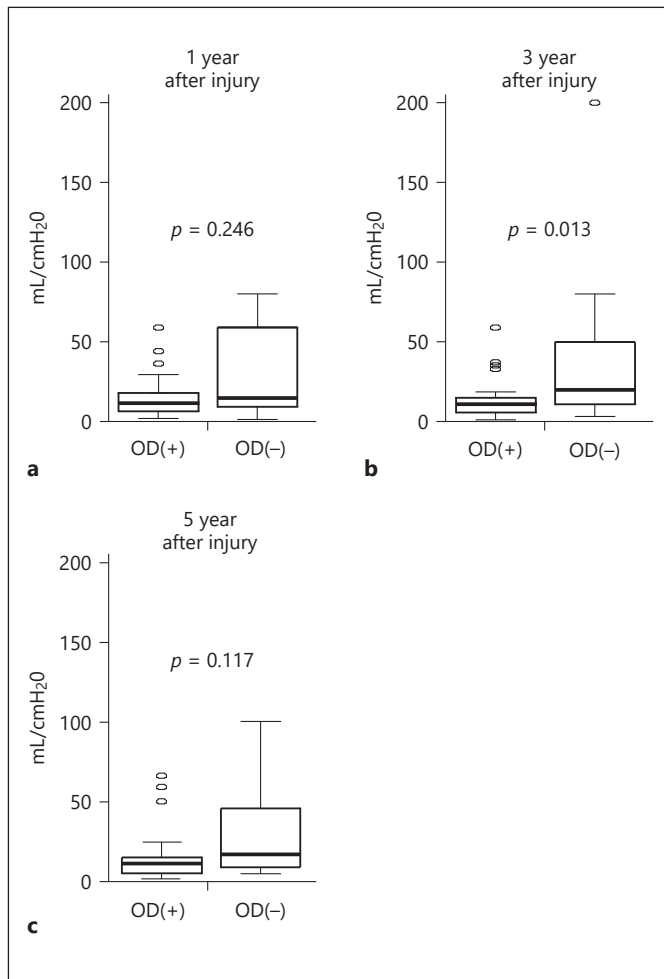 1 year
after injury
200
150
100
50
0
mL/cmH₂0
p = 0.246
OD(+)
OD(–)
a
3 year
after injury
200
150
100
50
0
mL/cmH₂0
p = 0.013
OD(+)
OD(–)
b
5 year
after injury
200
150
100
50
0
mL/cmH₂0
p = 0.117
OD(+)
OD(–)
c